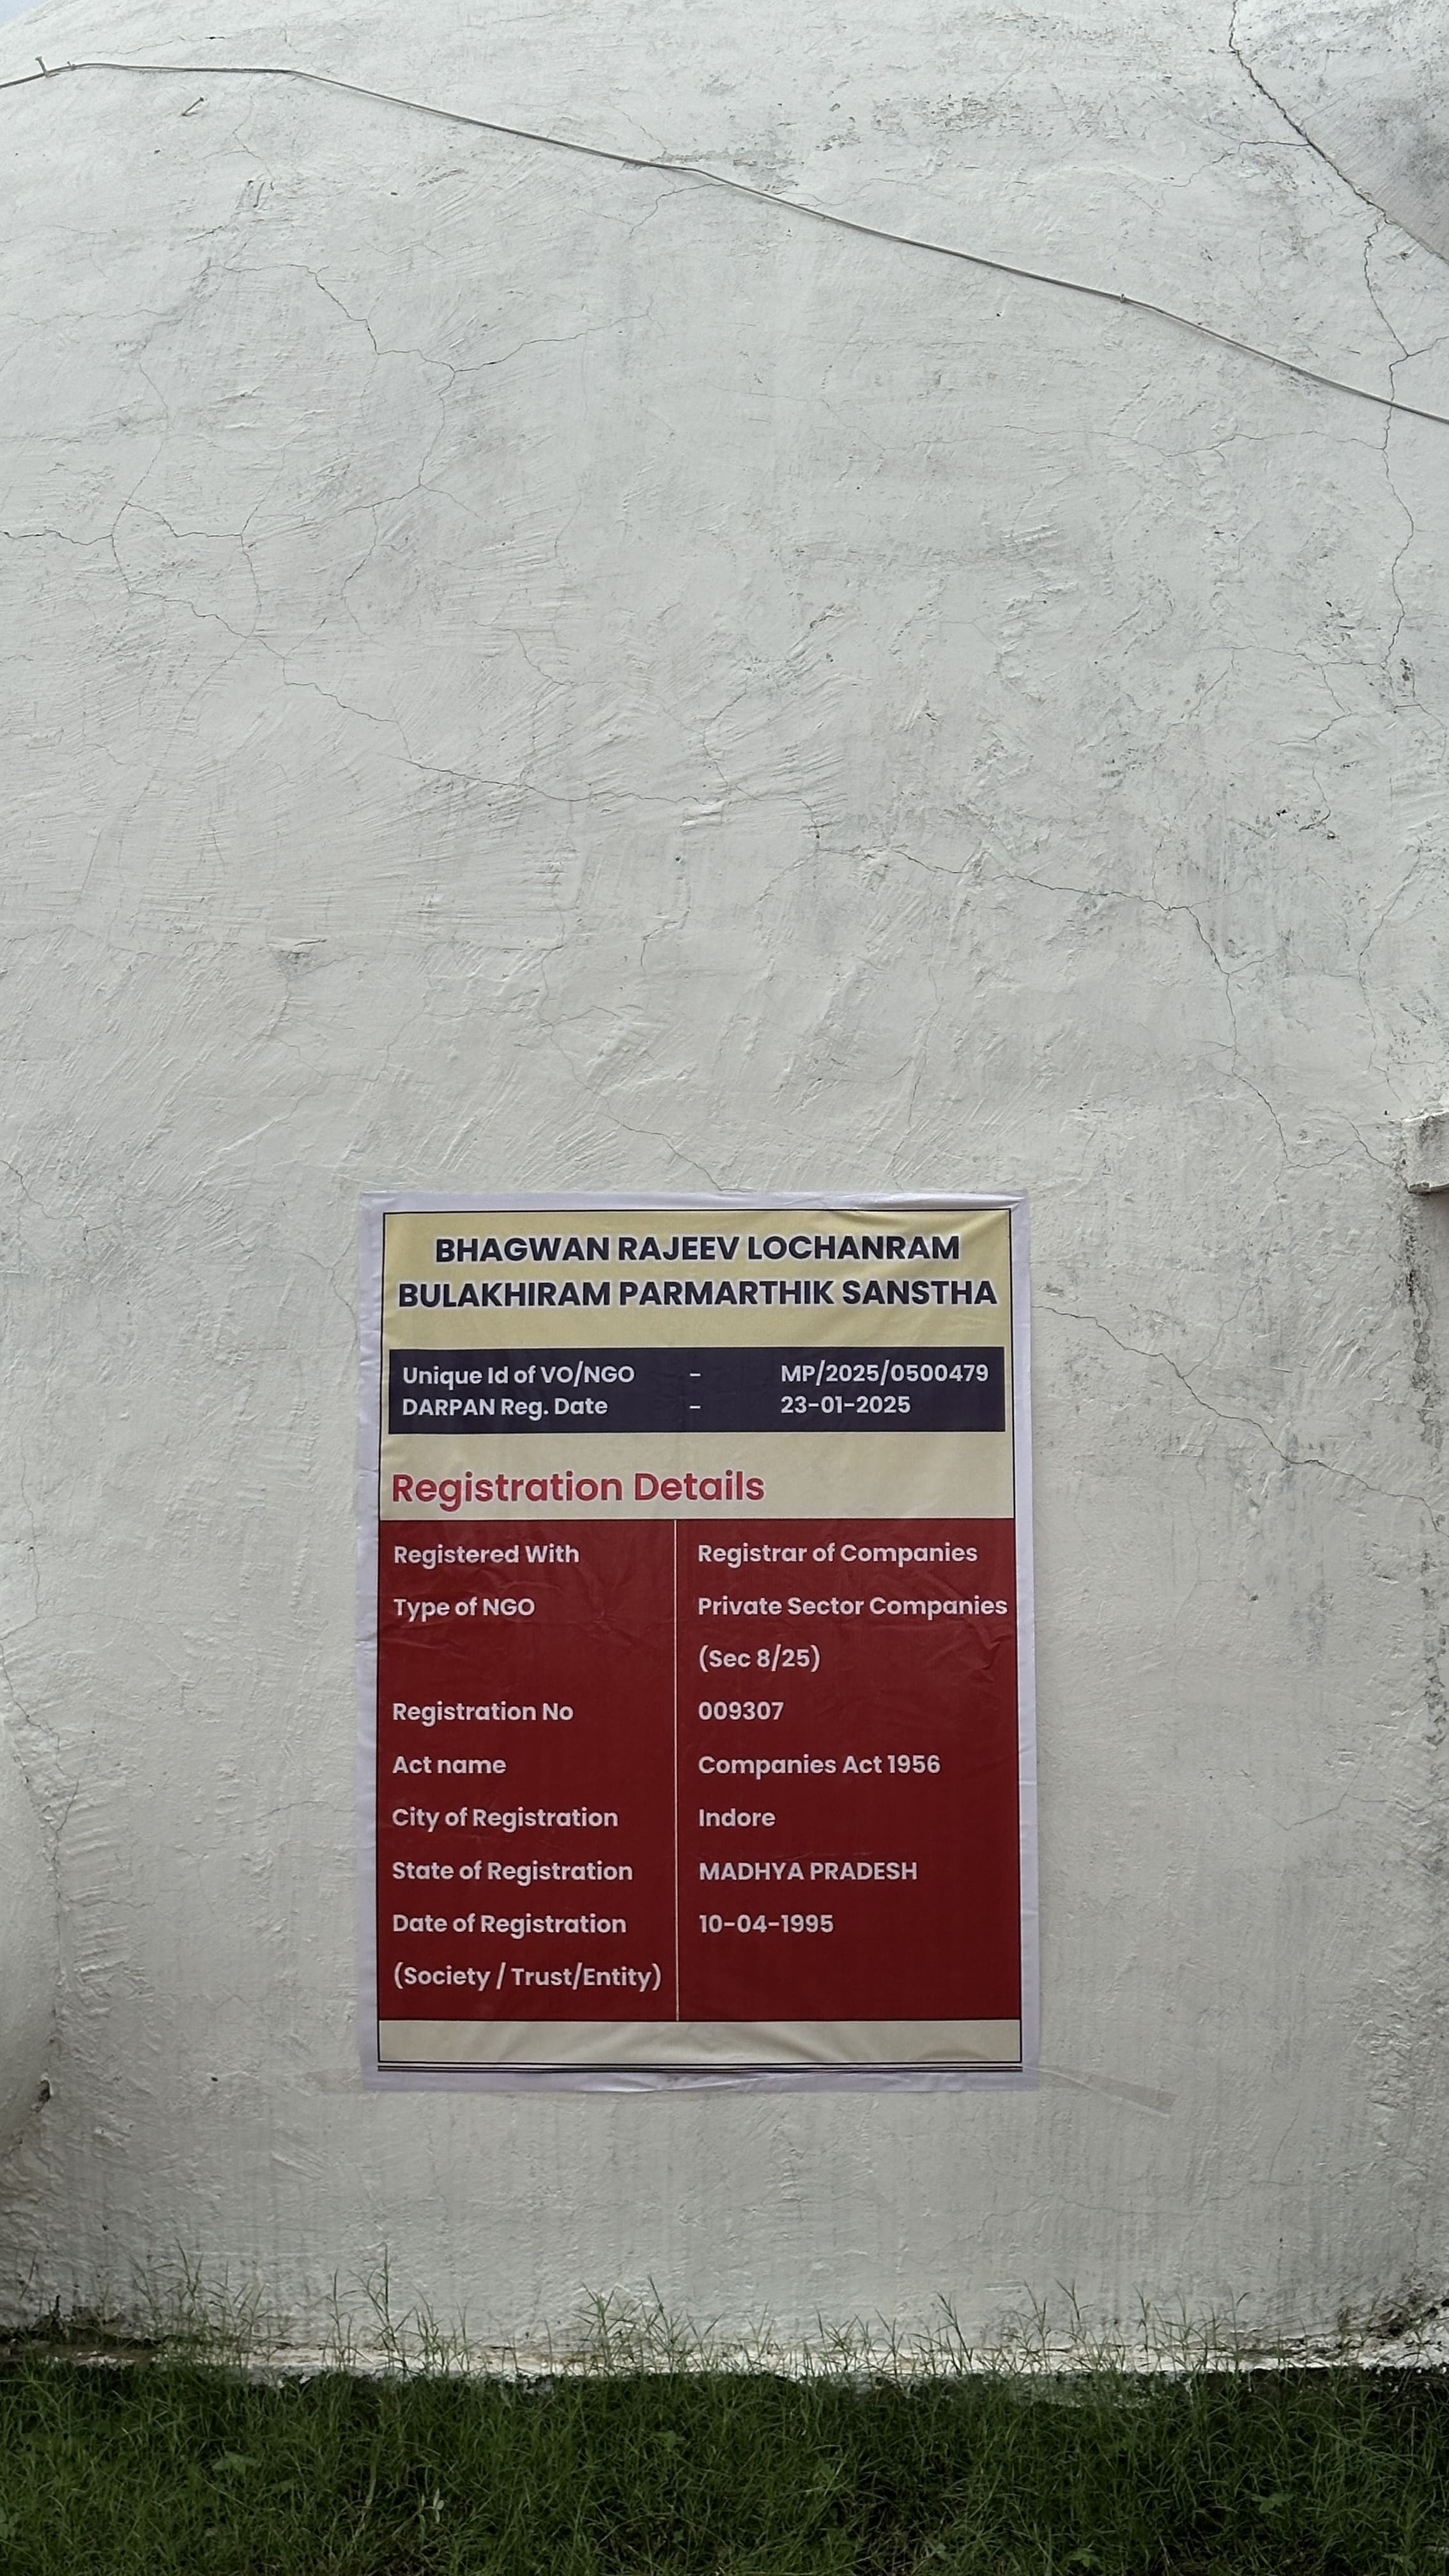 BHAGWAN RAJEEV LOCHANRAM
BULAKHIRAM PARMARTHIK SANSTHA
Unique Id of VO/NGO - MP/2025/0500479
DARPAN Reg. Date - 23-01-2025
Registration Details
Registered With Registrar of Companies
Type of NGO Private Sector Companies
(Sec 8/25)
Registration No 009307
Act name Companies Act 1956
City of Registration Indore
State of Registration MADHYA PRADESH
Date of Registration 10-04-1995
(Society / Trust/Entity)